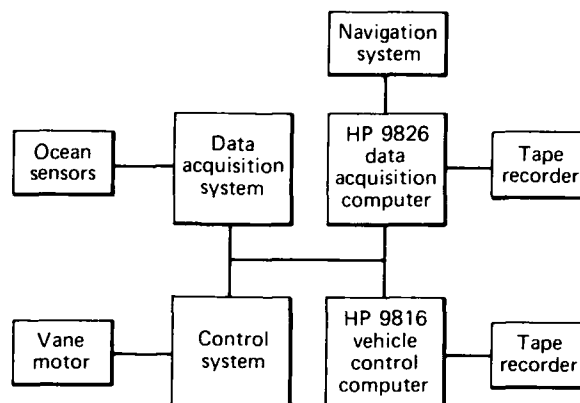 Navigation
system
Ocean
sensors
Data
acquisition
system
HP 9826
data
acquisition
computer
Tape
recorder
Vane
motor
Control
system
HP 9816
vehicle
control
computer
Tape
recorder